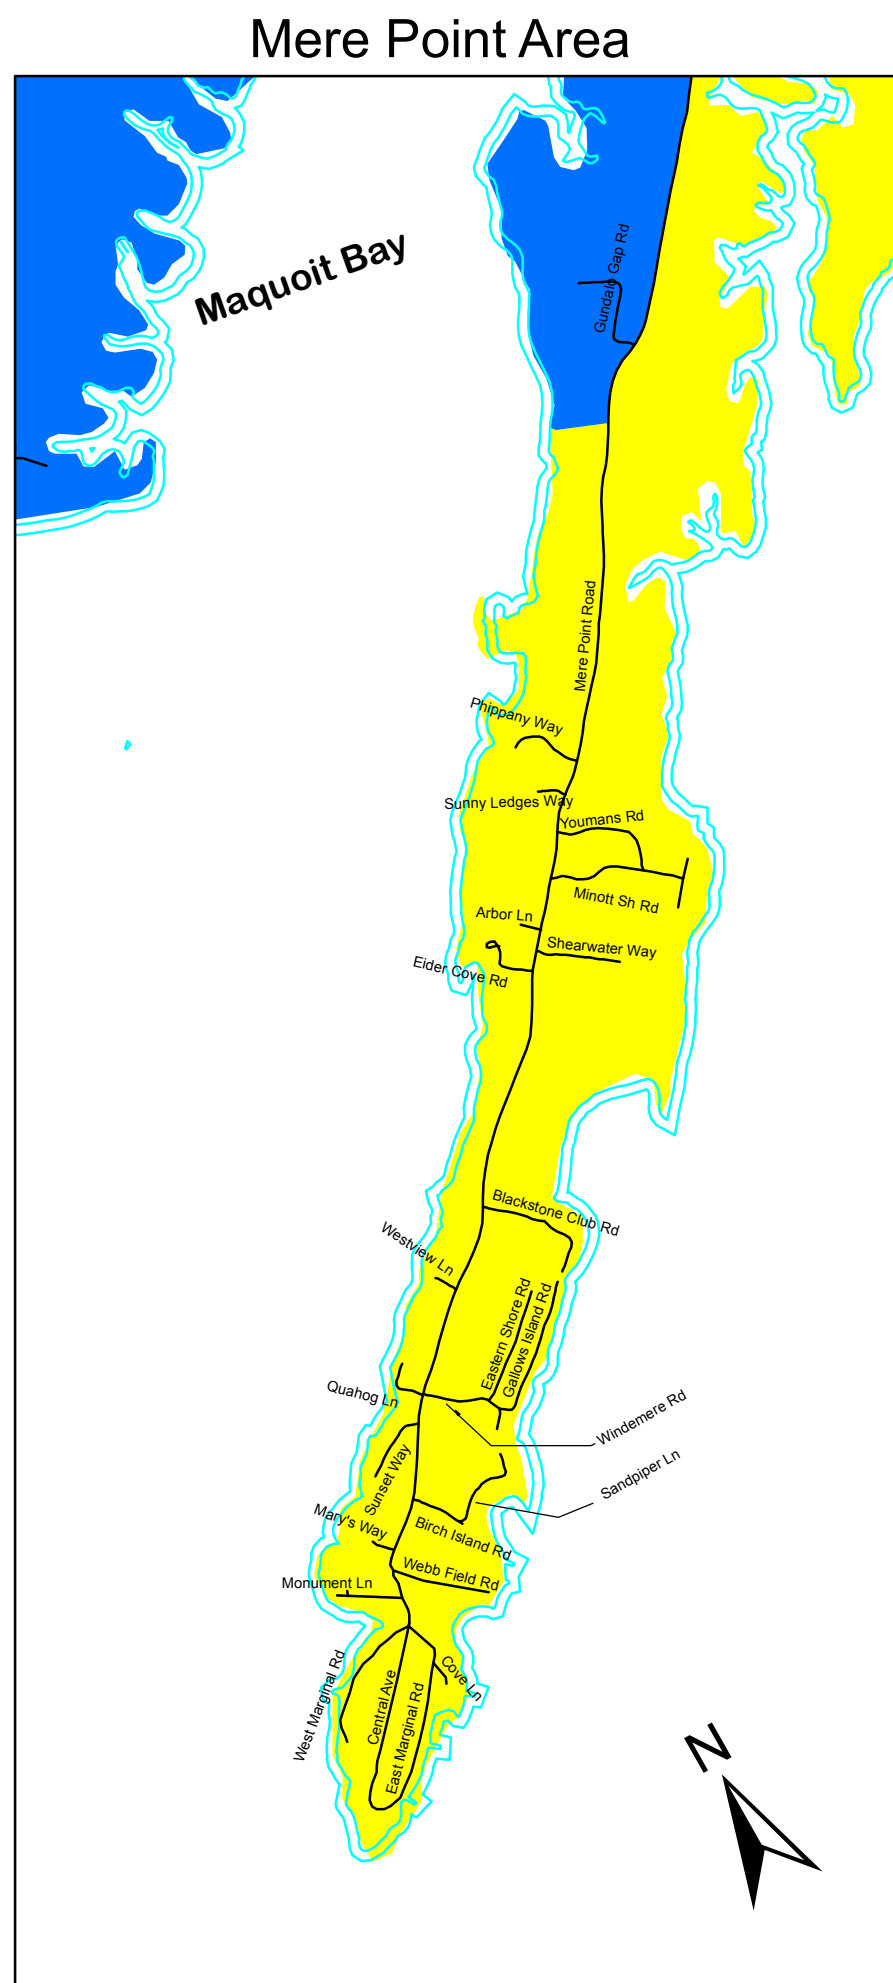 Mere Point Area
Maquoit Bay
Gundalo Gap Rd
Mere Point Road
Phippany Way
Sunny Ledges Way
Youmans Rd
Minott Sh Rd
Arbor Ln
Shearwater Way
Eider Cove Rd
Blackstone Club Rd
Westview Ln
Eastern Shore Rd
Gallows Island Rd
Quahog Ln
Windemere Rd
Sunset Way
Sandpiper Ln
Mary's Way
Birch Island Rd
Webb Field Rd
Monument Ln
West Marginal Rd
Central Ave
East Marginal Rd
Cove Ln
N